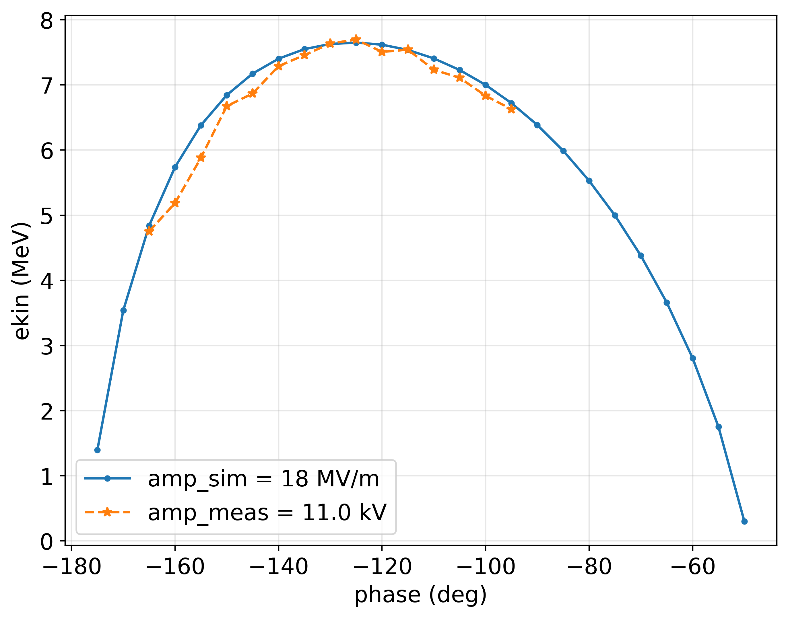 8
7
6
5
4
3
2
1
0
ekin (MeV)
amp_sim = 18 MV/m
amp_meas = 11.0 kV
−180 −160 −140 −120 −100 −80 −60
phase (deg)